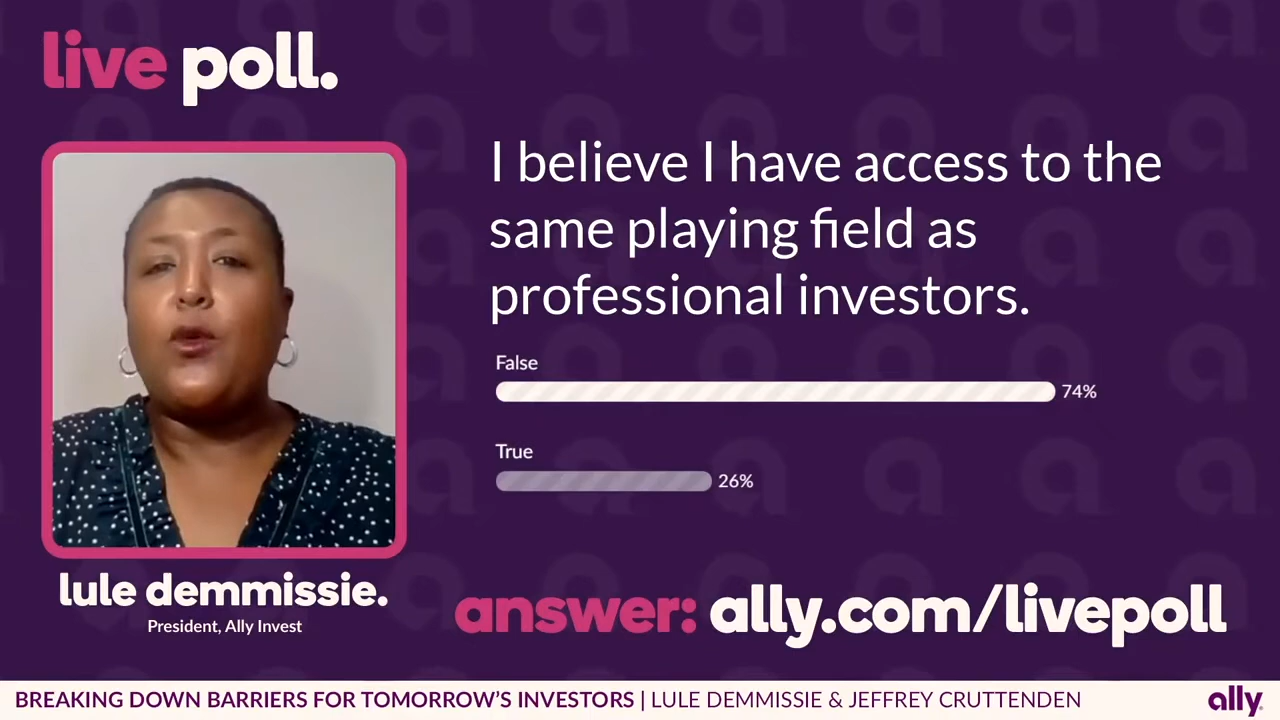 live poll.
I believe I have access to the
same playing field as
professional investors.
False
74%
True
26%
lule demmissie.
President, Ally Invest
answer: ally.com/livepoll
BREAKING DOWN BARRIERS FOR TOMORROW'S INVESTORS | LULE DEMMISSIE & JEFFREY CRUTTENDEN
ally